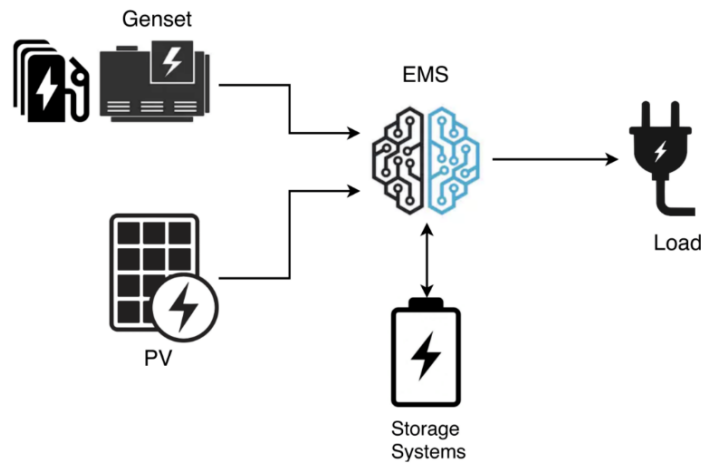 Genset
EMS
Load
PV
Storage
Systems